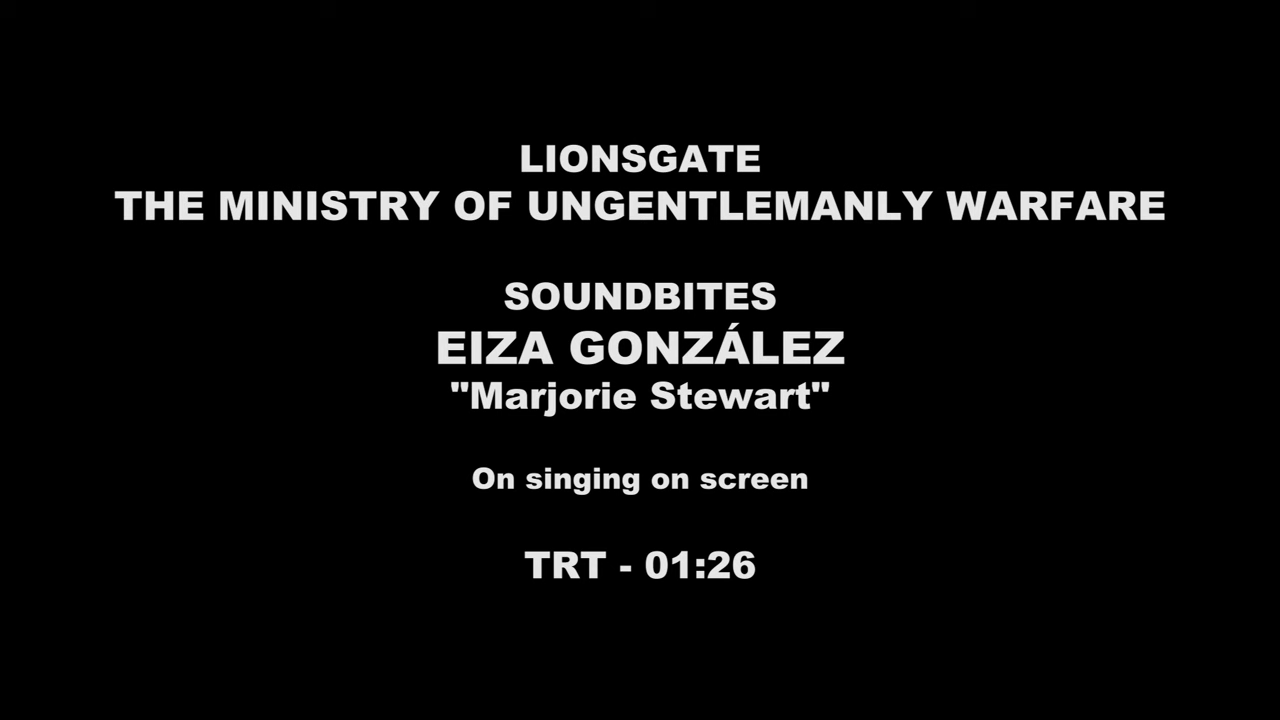 LIONSGATE
THE MINISTRY OF UNGENTLEMANLY WARFARE
SOUNDBITES
EIZA GONZÁLEZ
"Marjorie Stewart"
On singing on screen
TRT - 01:26